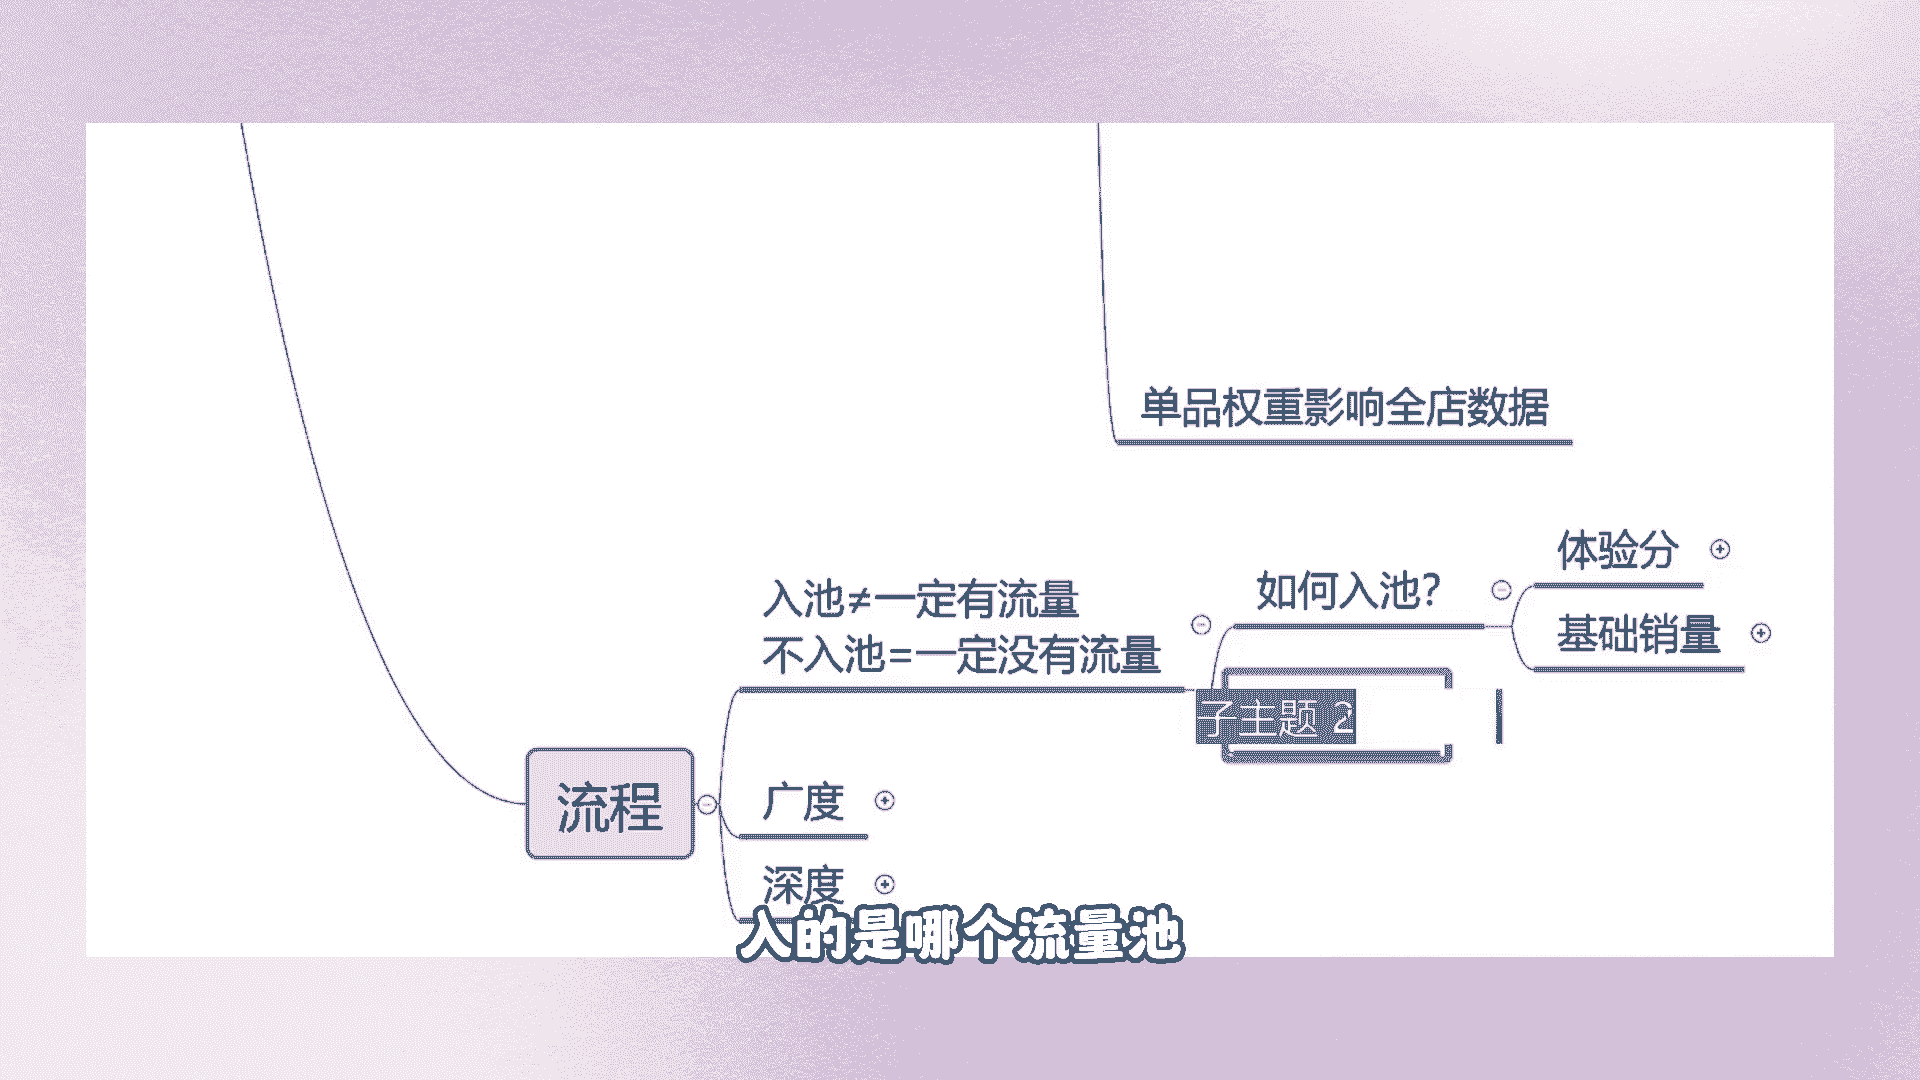 单品权重影响全店数据
体验分
如何入池?
入池≠一定有流量
基础销量
不入池=一定没有流量
子主题 2
流程
广度
深度
入的是哪个流量池